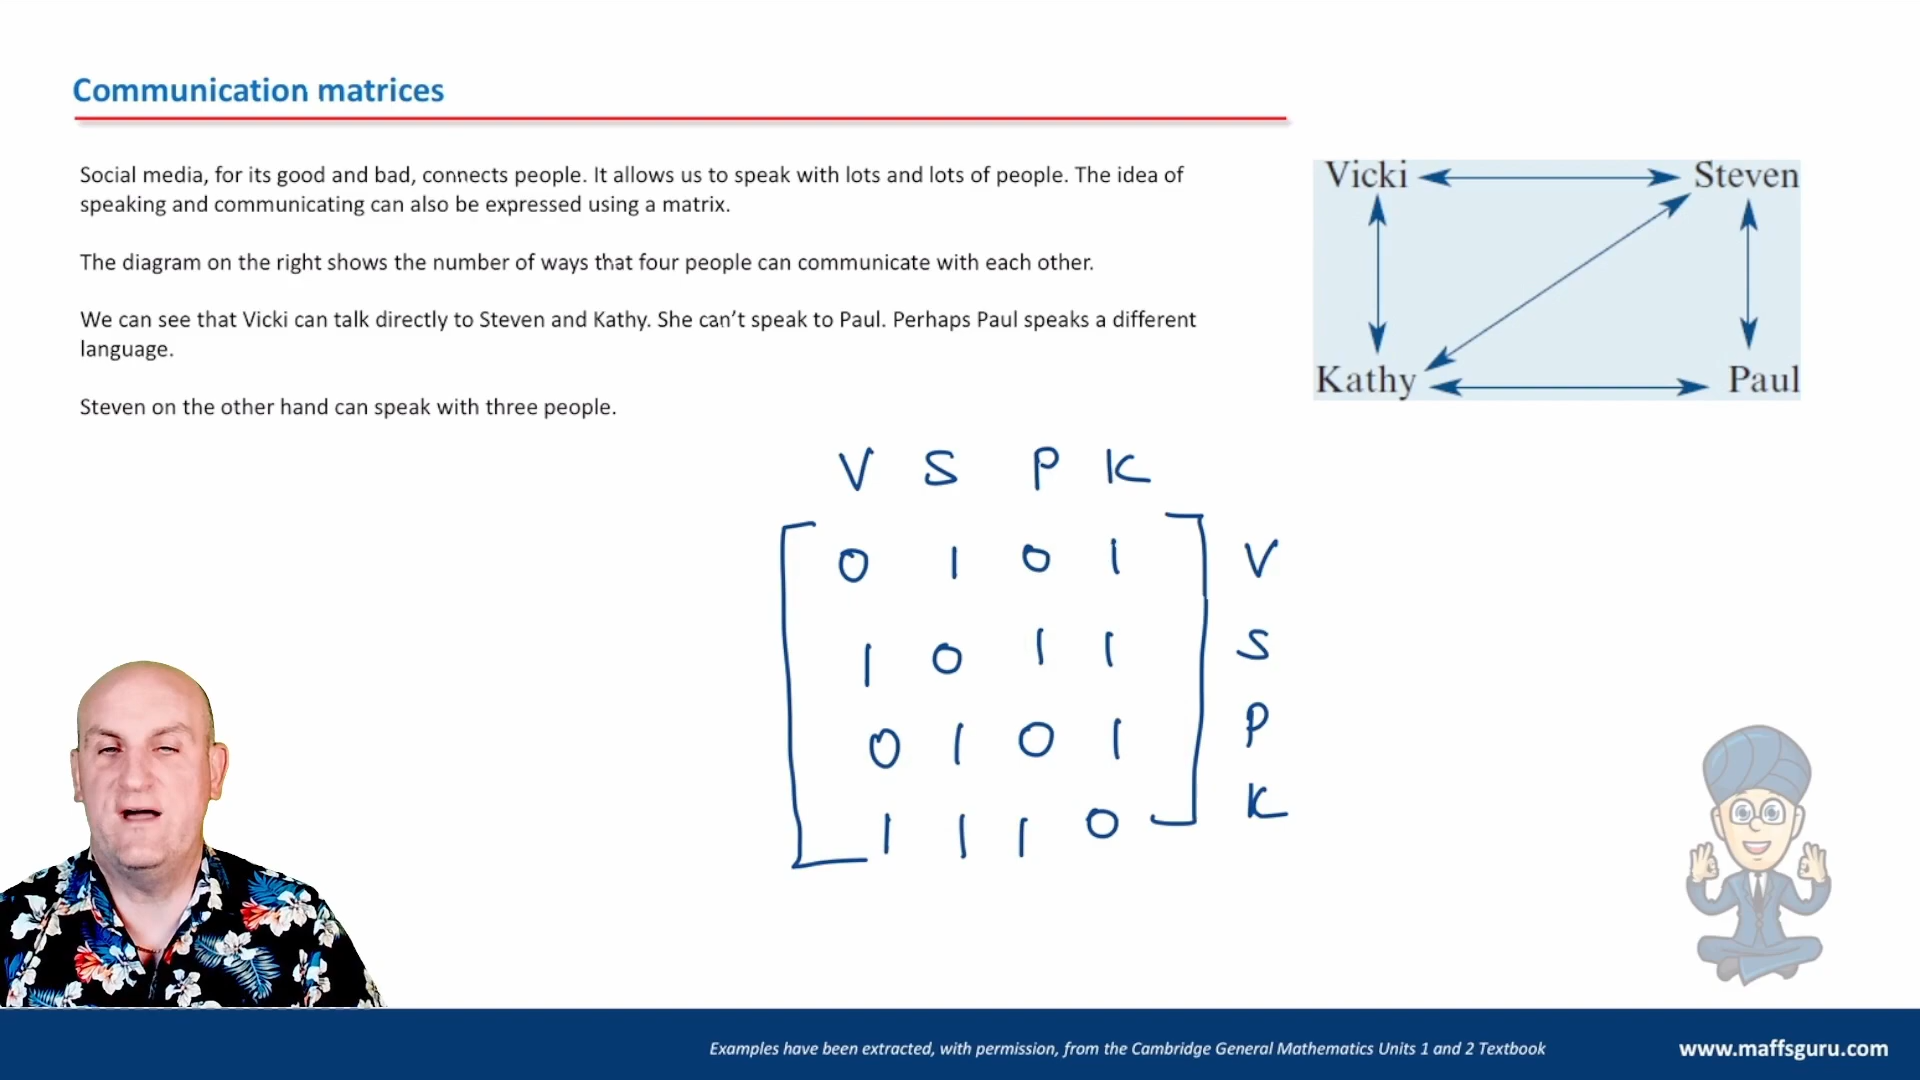 Communication matrices
Social media, for its good and bad, connects people. It allows us to speak with lots and lots of people. The idea of
speaking and communicating can also be expressed using a matrix.
The diagram on the right shows the number of ways that four people can communicate with each other.
We can see that Vicki can talk directly to Steven and Kathy. She can't speak to Paul. Perhaps Paul speaks a different
language.
Steven on the other hand can speak with three people.
Vicki Steven
Kathy Paul
V S P K
0 1 0 1 V
1 0 1 1 S
0 1 0 1 P
1 1 1 0 K
Examples have been extracted, with permission, from the Cambridge General Mathematics Units 1 and 2 Textbook
www.maffsguru.com